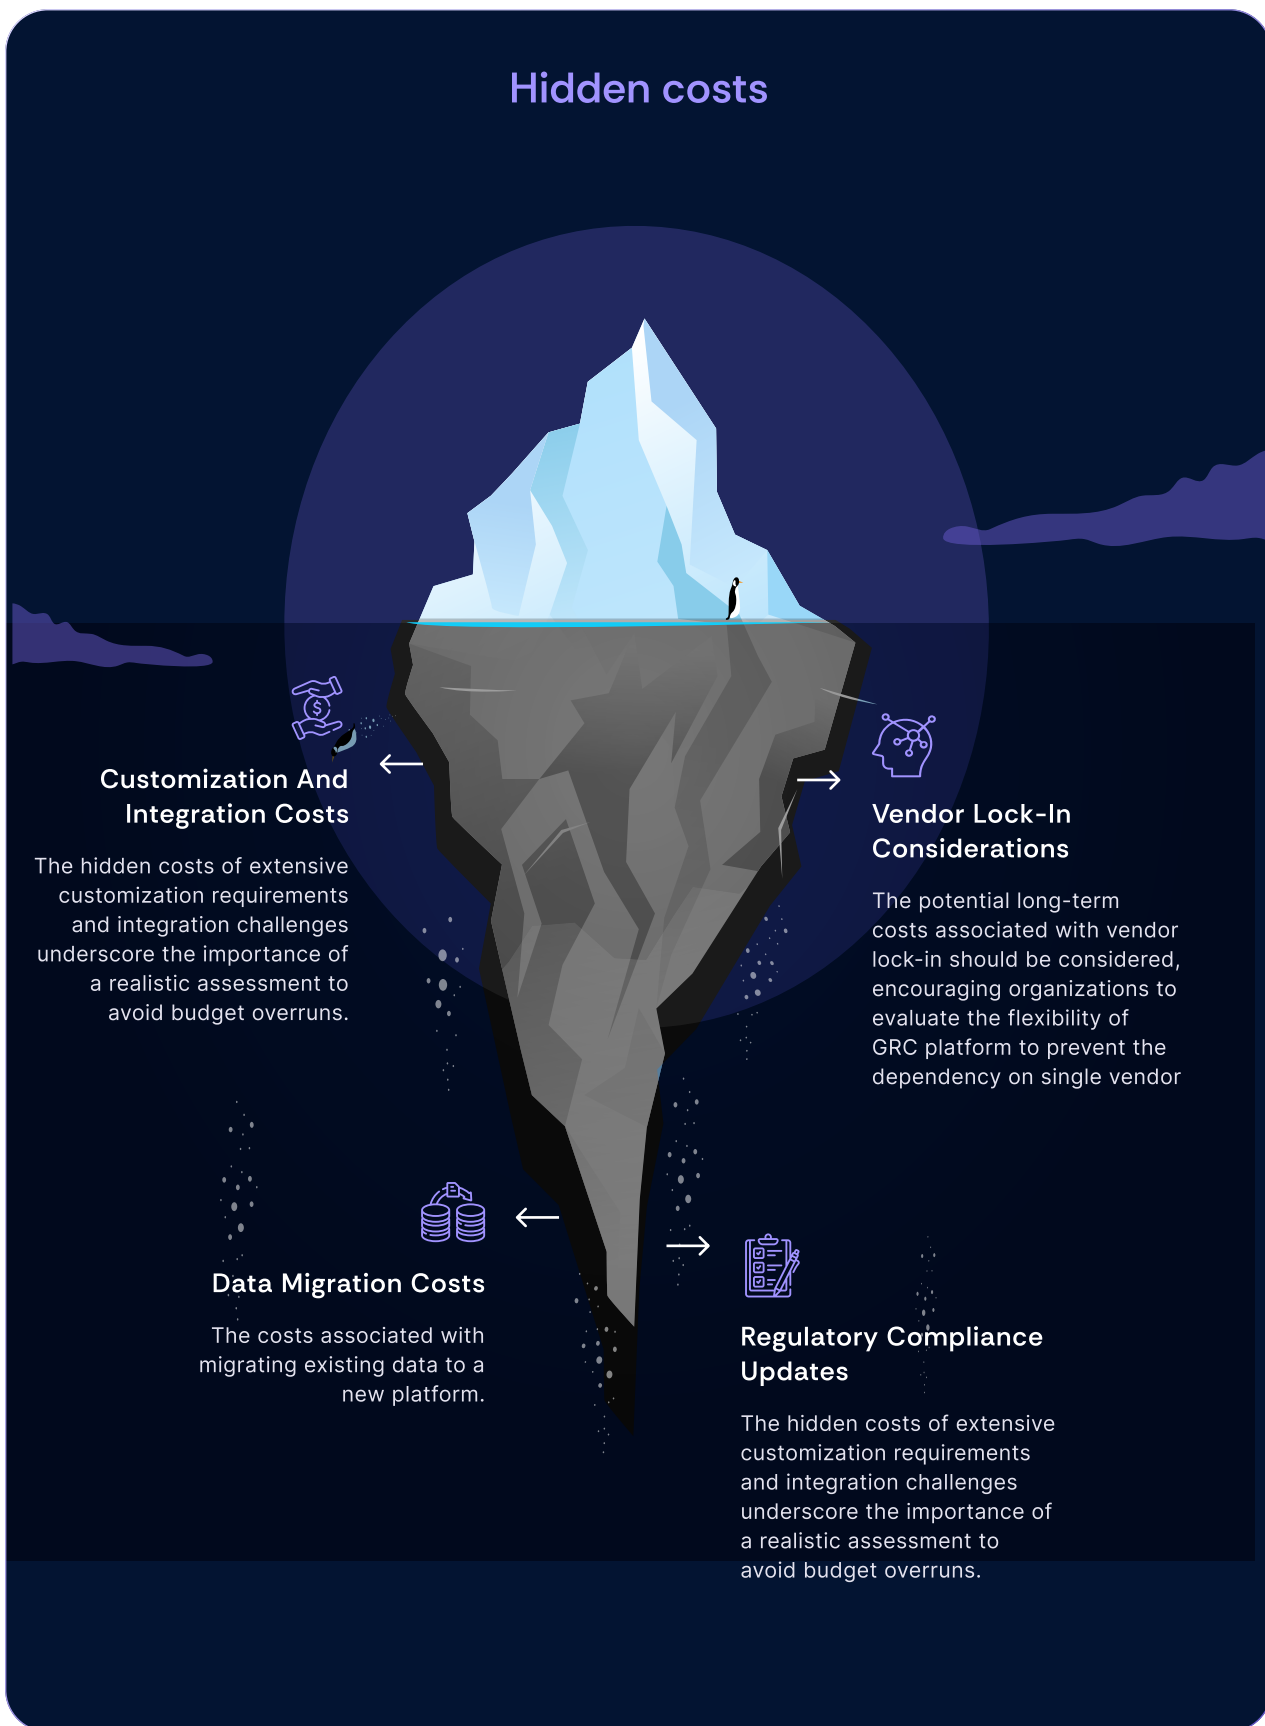 Hidden costs
Customization And
Integration Costs
The hidden costs of extensive
customization requirements
and integration challenges
underscore the importance of
a realistic assessment to
avoid budget overruns.
Vendor Lock-In
Considerations
The potential long-term
costs associated with vendor
lock-in should be considered,
encouraging organizations to
evaluate the flexibility of
GRC platform to prevent the
dependency on single vendor
Data Migration Costs
The costs associated with
migrating existing data to a
new platform.
Regulatory Compliance
Updates
The hidden costs of extensive
customization requirements
and integration challenges
underscore the importance of
a realistic assessment to
avoid budget overruns.